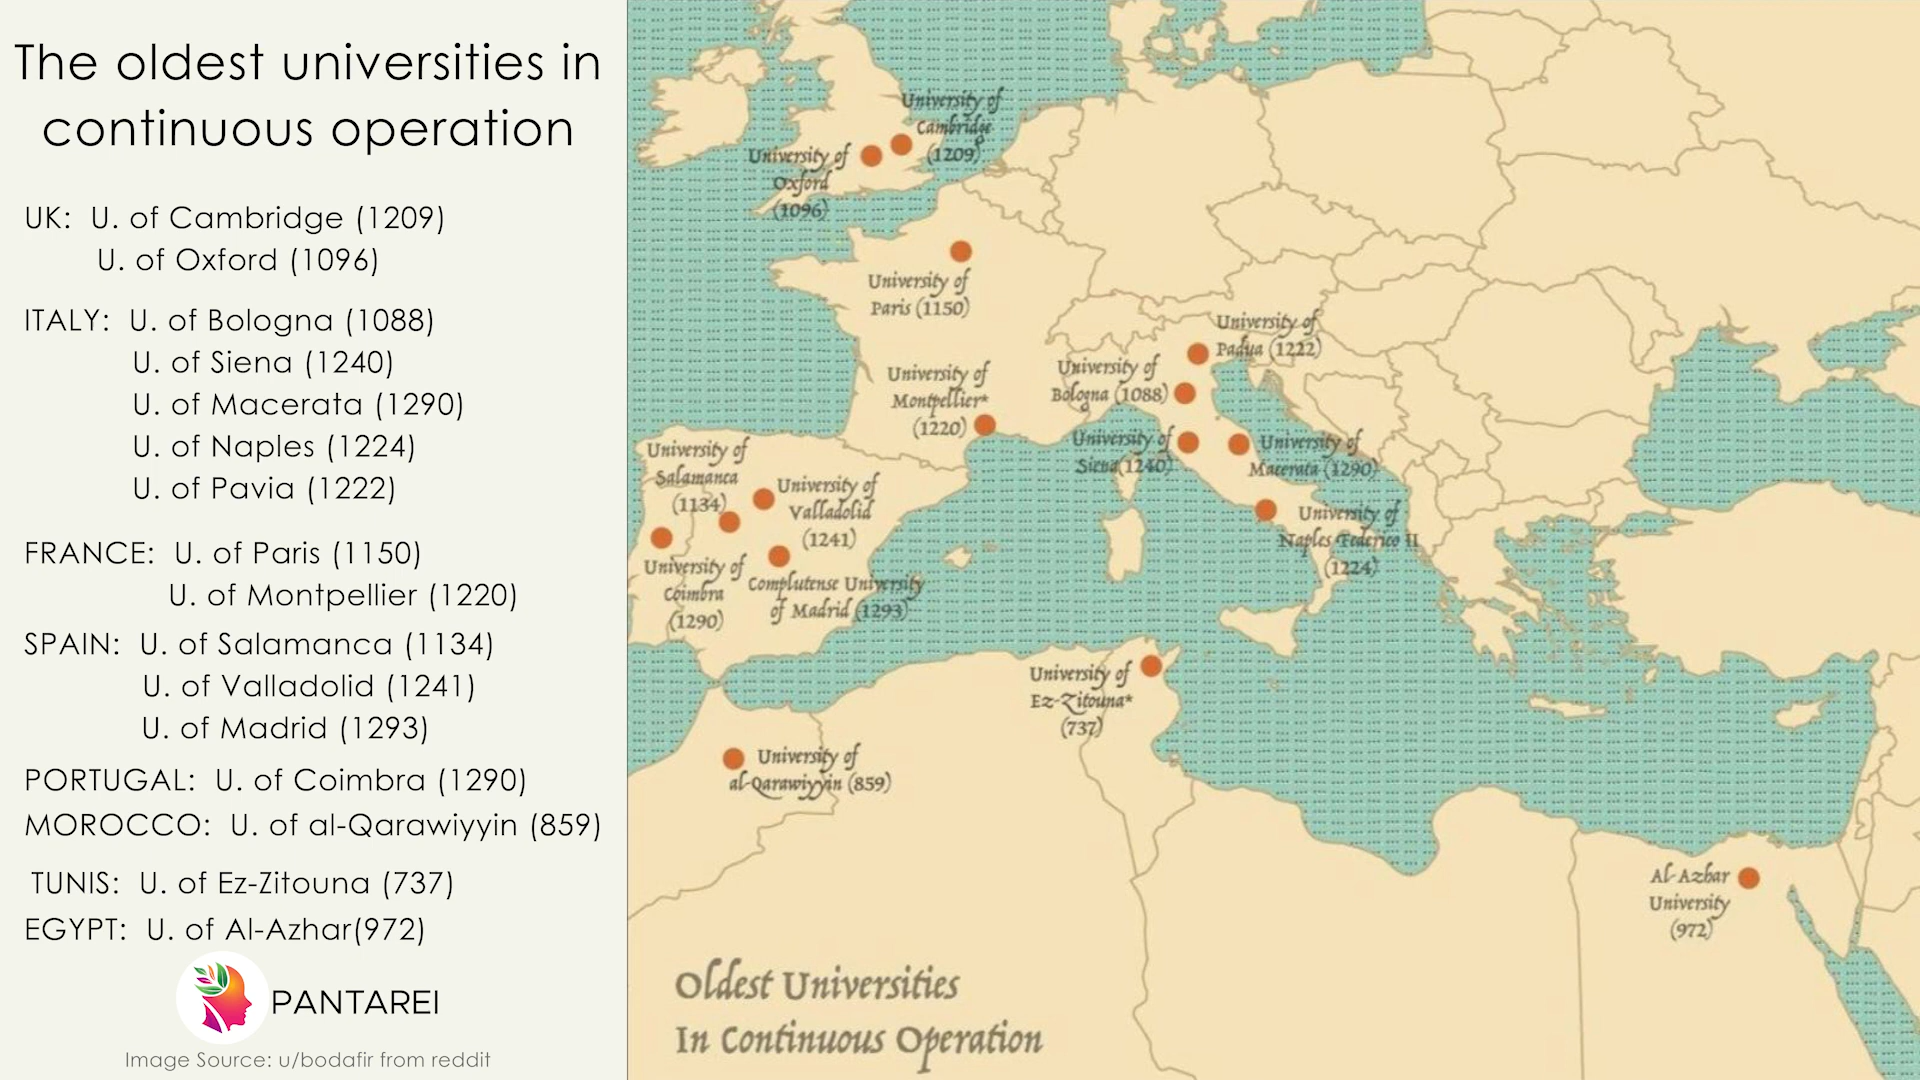 The oldest universities in
continuous operation
UK: U. of Cambridge (1209)
U. of Oxford (1096)
ITALY: U. of Bologna (1088)
U. of Siena (1240)
U. of Macerata (1290)
U. of Naples (1224)
U. of Pavia (1222)
FRANCE: U. of Paris (1150)
U. of Montpellier (1220)
SPAIN: U. of Salamanca (1134)
U. of Valladolid (1241)
U. of Madrid (1293)
PORTUGAL: U. of Coimbra (1290)
MOROCCO: U. of al-Qarawiyyin (859)
TUNIS: U. of Ez-Zitouna (737)
EGYPT: U. of Al-Azhar(972)
PANTAREI
Image Source: u/bodafir from reddit
University of
Cambridge
(1209)
University of
Oxford
(1096)
University of
Paris (1150)
University of
Padua (1222)
University of
Bologna (1088)
University of
Montpellier*
(1220)
University of
Siena (1240)
University of
Macerata (1290)
University of
Salamanca
(1134)
University of
Valladolid
(1241)
University of
Naples Federico II
(1224)
University of
Coimbra
(1290)
Complutense University
of Madrid (1293)
University of
Ez-Zitouna*
(737)
University of
al-Qarawiyyin (859)
Al-Azhar
University
(972)
Oldest Universities
In Continuous Operation